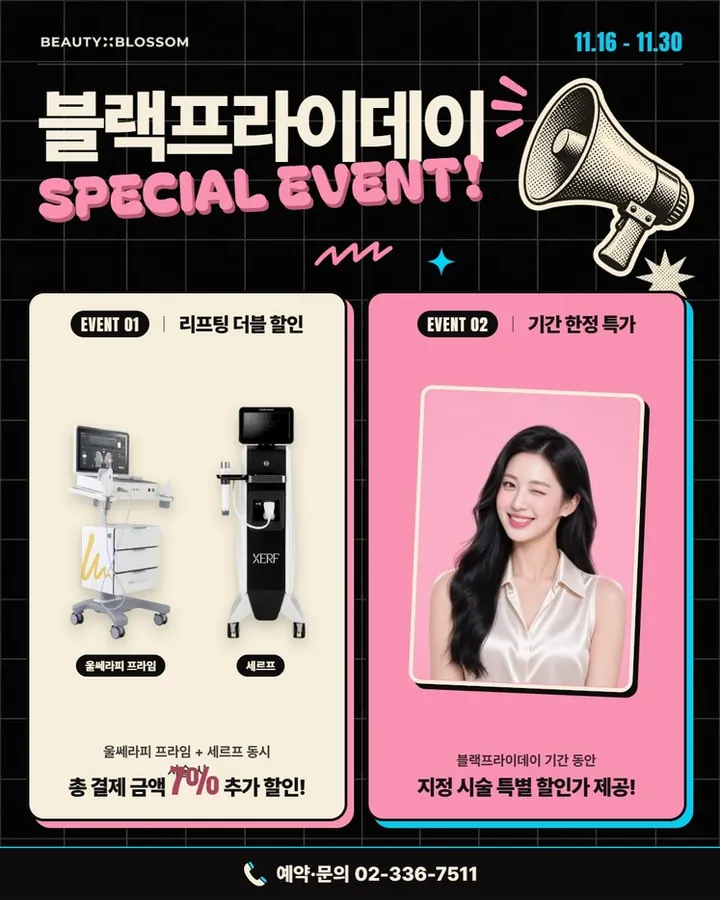 BEAUTY::BLOSSOM
11.16 - 11.30
블랙프라이데이
SPECIAL EVENT!
EVENT 01 | 리프팅 더블 할인
XERF
울쎄라피 프라임
세르프
울쎄라피 프라임 + 세르프 동시
총 결제 금액 7% 추가 할인!
EVENT 02 | 기간 한정 특가
블랙프라이데이 기간 동안
지정 시술 특별 할인가 제공!
예약·문의 02-336-7511